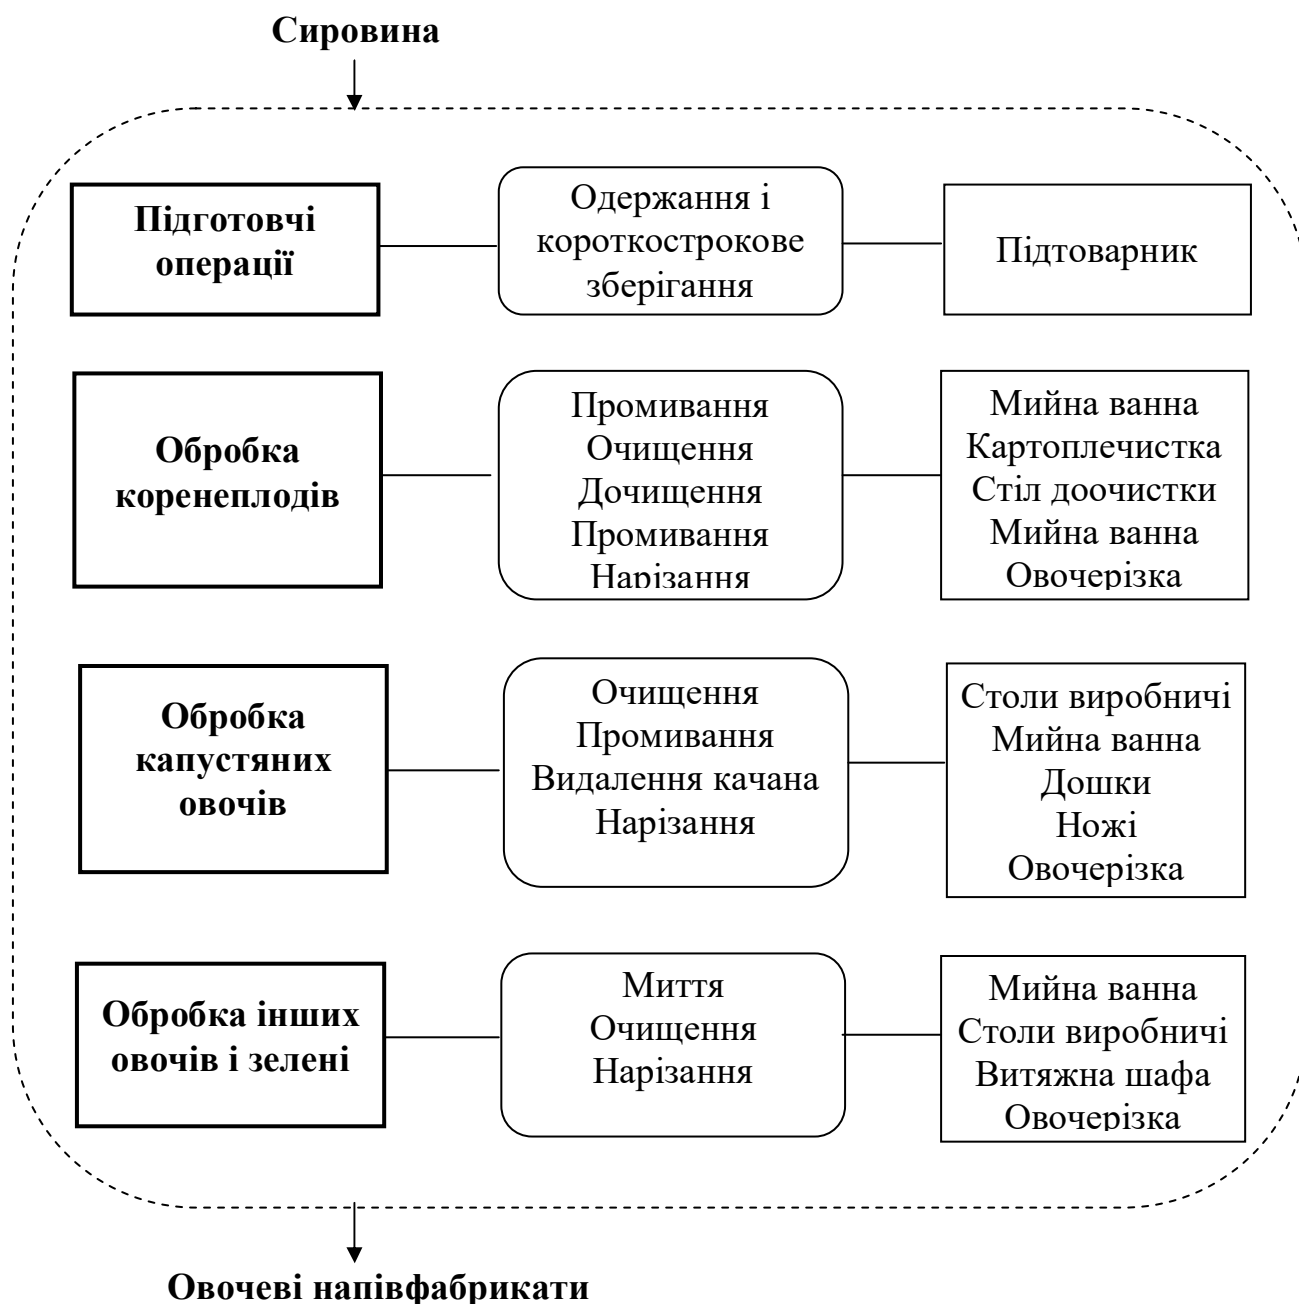 Сировина
Підготовчі
операції
Одержання і
короткострокове
зберігання
Підтоварник
Обробка
коренеплодів
Промивання
Очищення
Дочищення
Промивання
Нарізання
Мийна ванна
Картоплечистка
Стіл доочистки
Мийна ванна
Овочерізка
Обробка
капустяних
овочів
Очищення
Промивання
Видалення качана
Нарізання
Столи виробничі
Мийна ванна
Дошки
Ножі
Овочерізка
Обробка інших
овочів і зелені
Миття
Очищення
Нарізання
Мийна ванна
Столи виробничі
Витяжна шафа
Овочерізка
Овочеві напівфабрикати